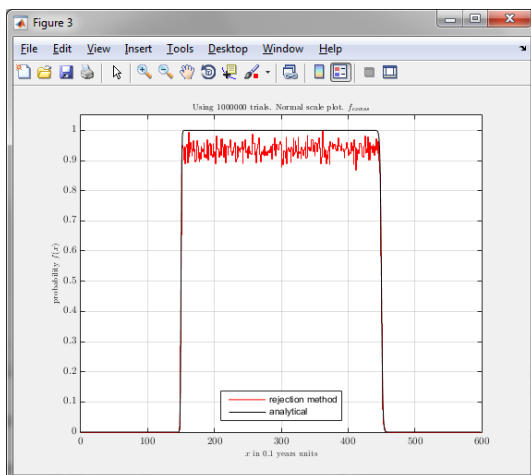 Figure 3
File Edit View Insert Tools Desktop Window Help
Using 1000000 trials. Normal scale plot. f_{causs}
1
0.9
0.8
0.7
0.6
0.5
0.4
0.3
0.2
0.1
0
probability f(x)
rejection method
analytical
0 100 200 300 400 500 600
x in 0.1 years units